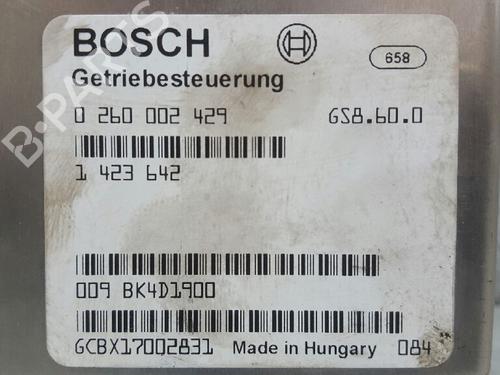 BOSCH
658
Getriebesteuerung
0 260 002 429 GS8.60.0
1 423 642
009 BK4D1900
GCBX17002831 Made in Hungary 084
B-PARTS